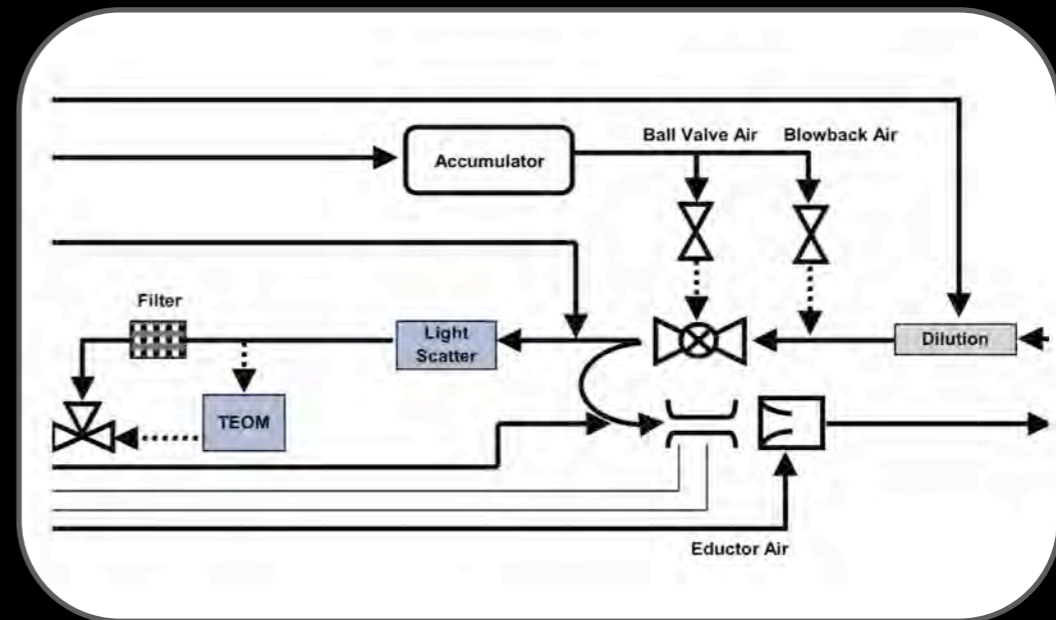 Ball Valve Air
Blowback Air
Accumulator
Filter
Light
Scatter
Dilution
TEOM
Eductor Air